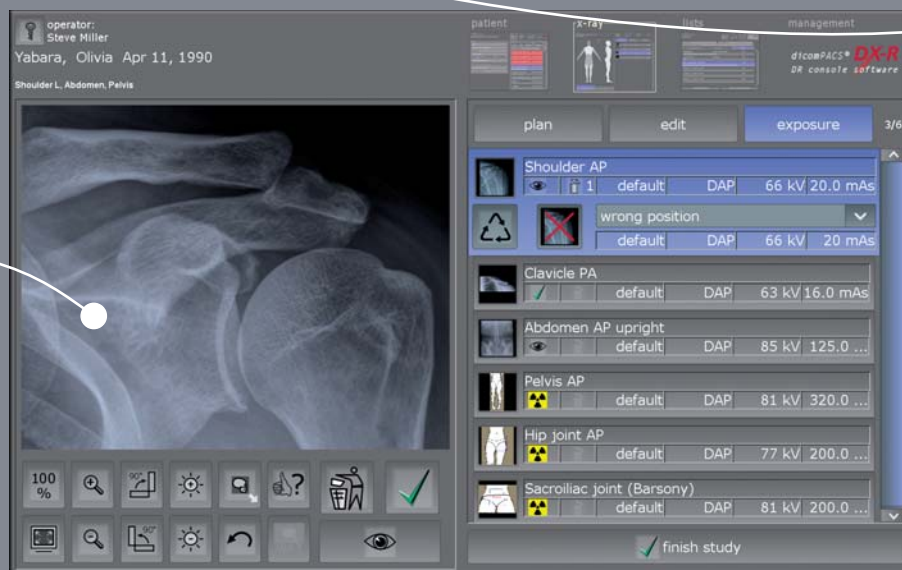 operator:
Steve Miller
Yabara, Olivia Apr 11, 1990
Shoulder L, Abdomen, Pelvis
patient
x-ray
lists
management
dicomPACS® DX-R
DR console software
plan
edit
exposure
3/6
Shoulder AP
1 default DAP 66 kV 20.0 mAs
wrong position
default DAP 66 kV 20 mAs
Clavicle PA
default DAP 63 kV 16.0 mAs
Abdomen AP upright
default DAP 85 kV 125.0 ...
Pelvis AP
default DAP 81 kV 320.0 ...
Hip joint AP
default DAP 77 kV 200.0 ...
Sacroiliac joint (Barsony)
default DAP 81 kV 200.0 ...
finish study
100
%
90°
?
90°